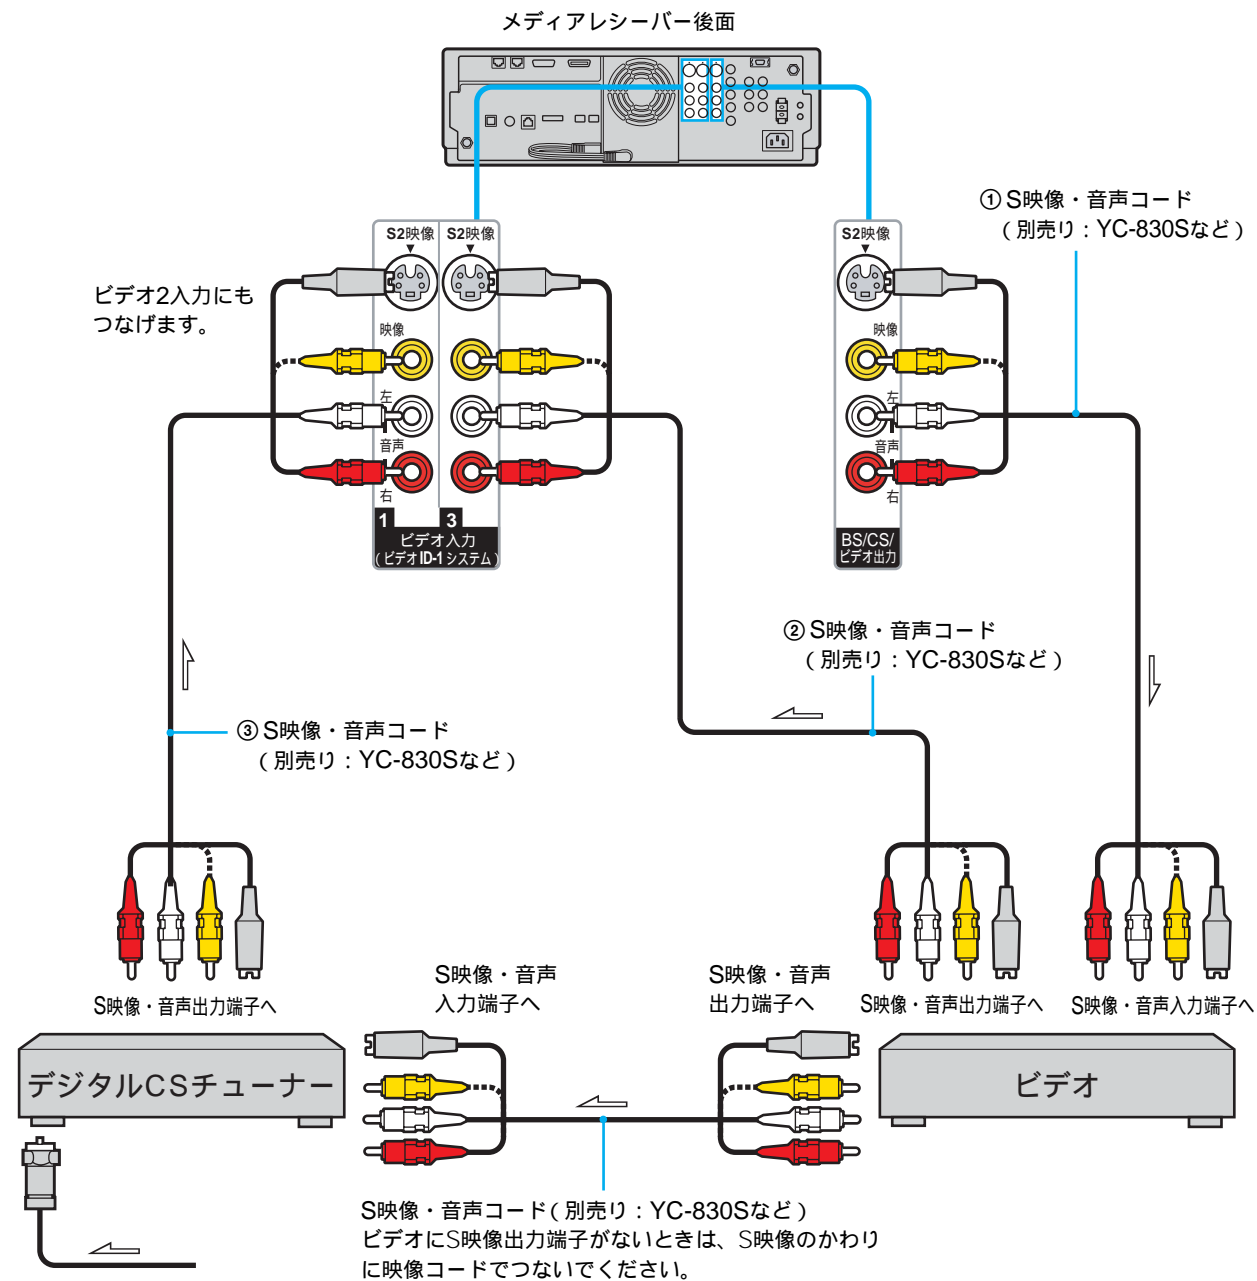 メディアレシーバー後面
①S映像・音声コード
(別売り:YC-830Sなど)
S2映像
S2映像
S2映像
ビデオ2入力にも
つなげます。
映像
映像
左
左
音声
音声
右
右
1
3
ビデオ入力
(ビデオID-1システム)
BS/CS/
ビデオ出力
②S映像・音声コード
(別売り:YC-830Sなど)
③S映像・音声コード
(別売り:YC-830Sなど)
S映像・音声出力端子へ
S映像・音声
入力端子へ
S映像・音声
出力端子へ
S映像・音声出力端子へ
S映像・音声入力端子へ
デジタルCSチューナー
ビデオ
S映像・音声コード(別売り:YC-830Sなど)
ビデオにS映像出力端子がないときは、S映像のかわり
に映像コードでつないでください。